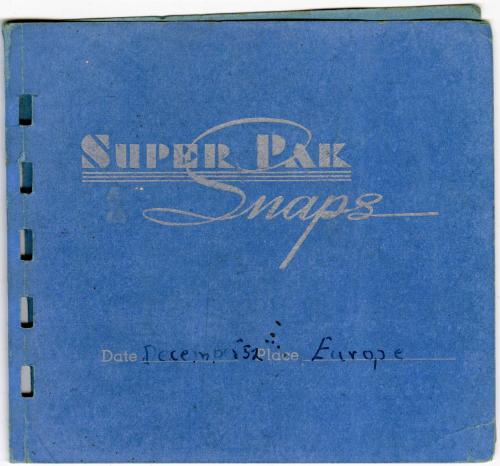 SUPER PAK
Snaps
Date December 52 Place Europe